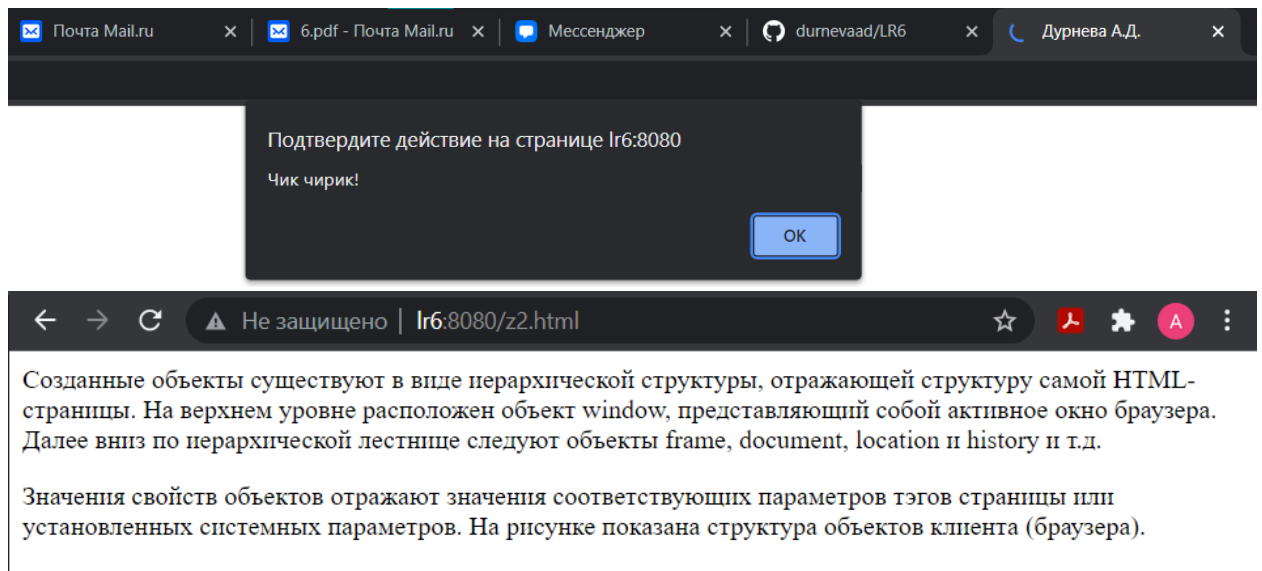 Почта Mail.ru
6.pdf - Почта Mail.ru
Мессенджер
durnevaad/LR6
Дурнева А.Д.
Подтвердите действие на странице lr6:8080
Чик чирик!
ОК
Не защищено | lr6:8080/z2.html
A
Созданные объекты существуют в виде иерархической структуры, отражающей структуру самой HTML-
страницы. На верхнем уровне расположен объект window, представляющий собой активное окно браузера.
Далее вниз по иерархической лестнице следуют объекты frame, document, location и history и т.д.
Значения свойств объектов отражают значения соответствующих параметров тэгов страницы или
установленных системных параметров. На рисунке показана структура объектов клиента (браузера).